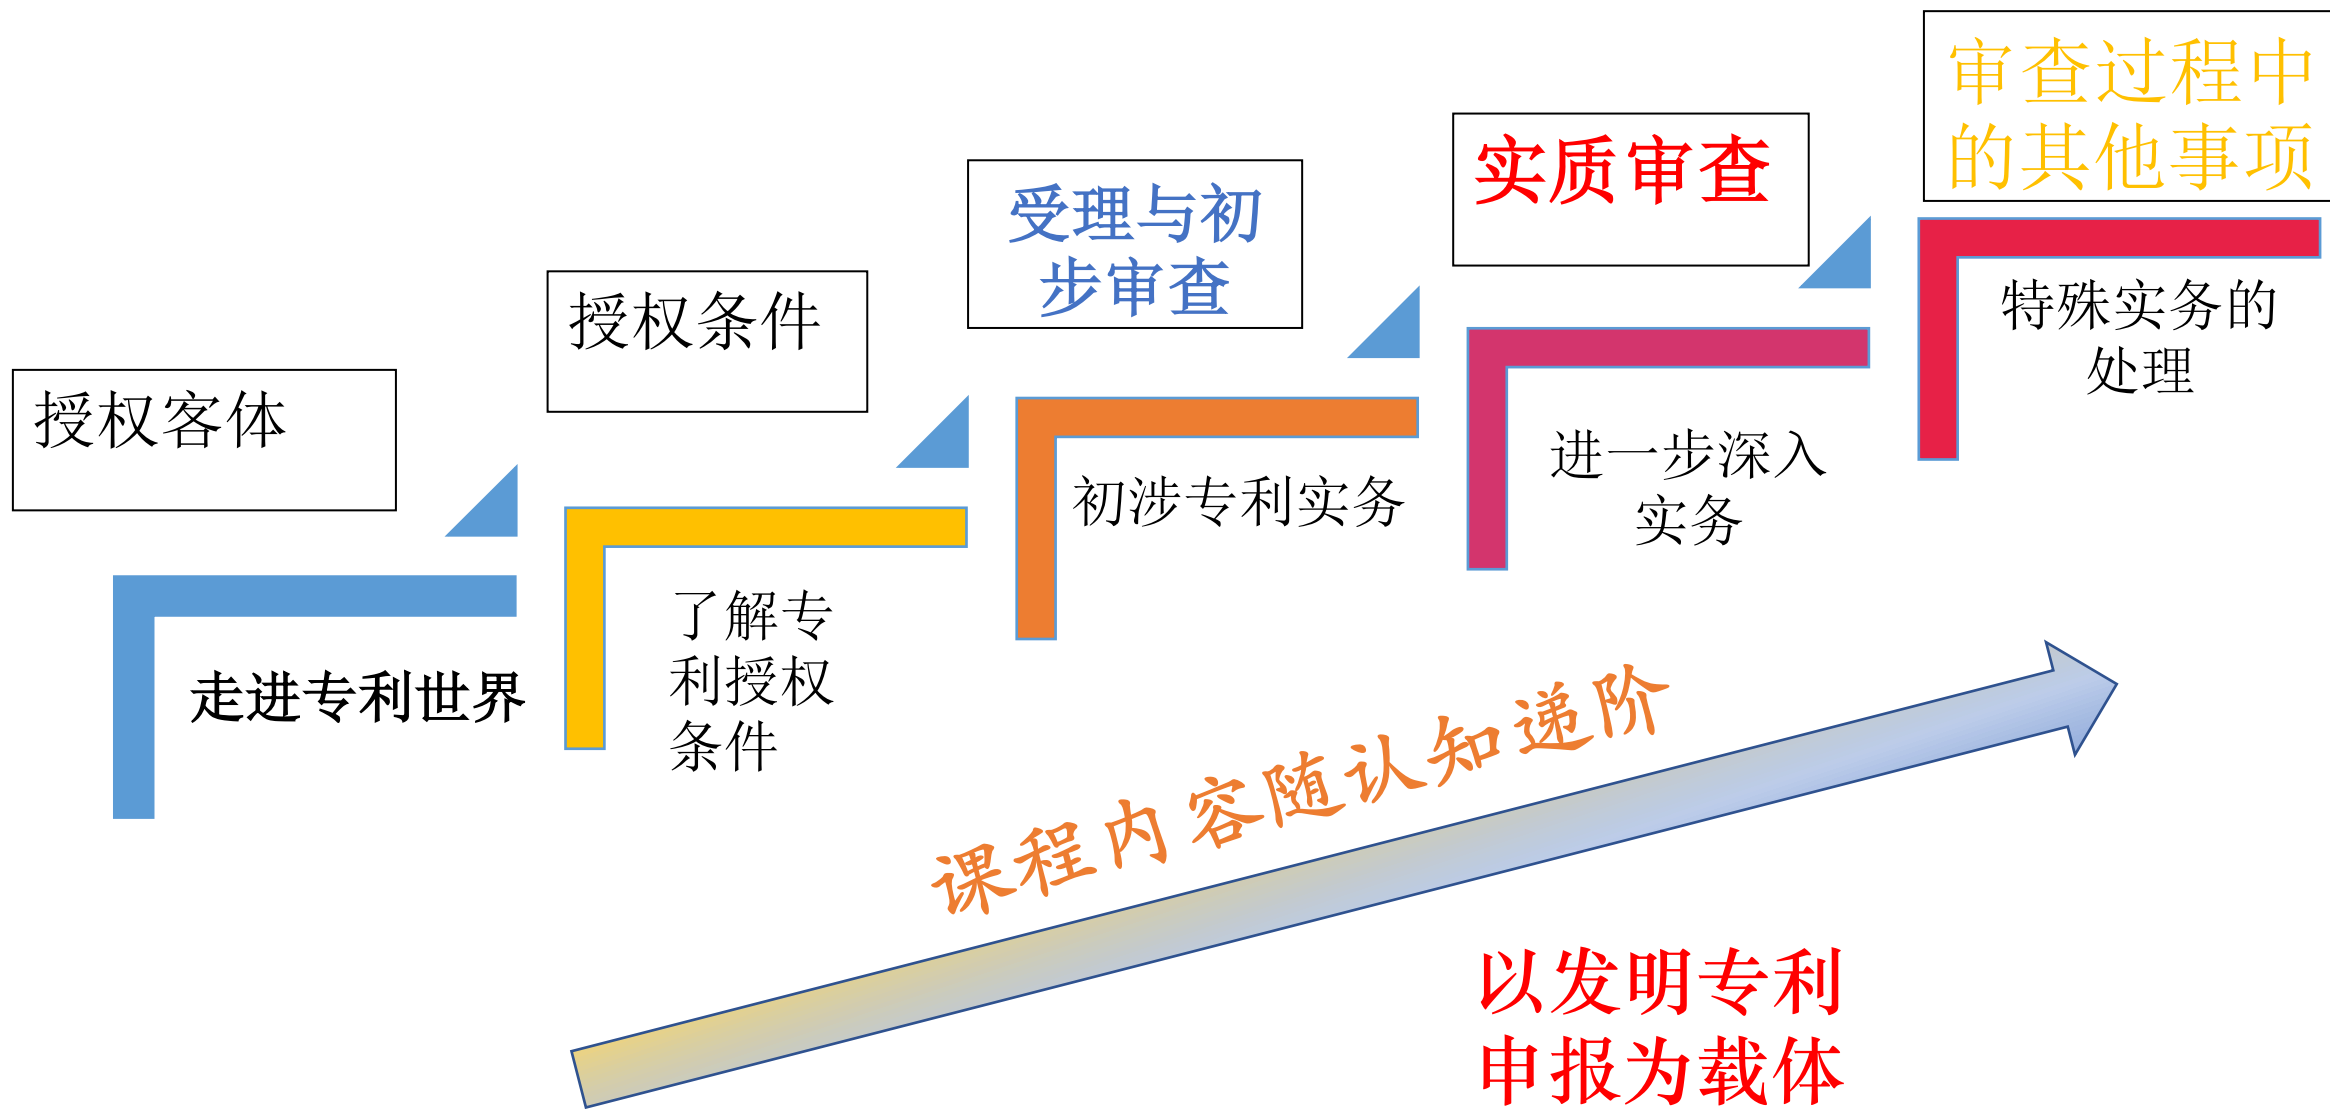 授权客体
走进专利世界
授权条件
了解专
利授权
条件
受理与初
步审查
初涉专利实务
实质审查
进一步深入
实务
审查过程中
的其他事项
特殊实务的
处理
课程内容随认知递阶
以发明专利
申报为载体